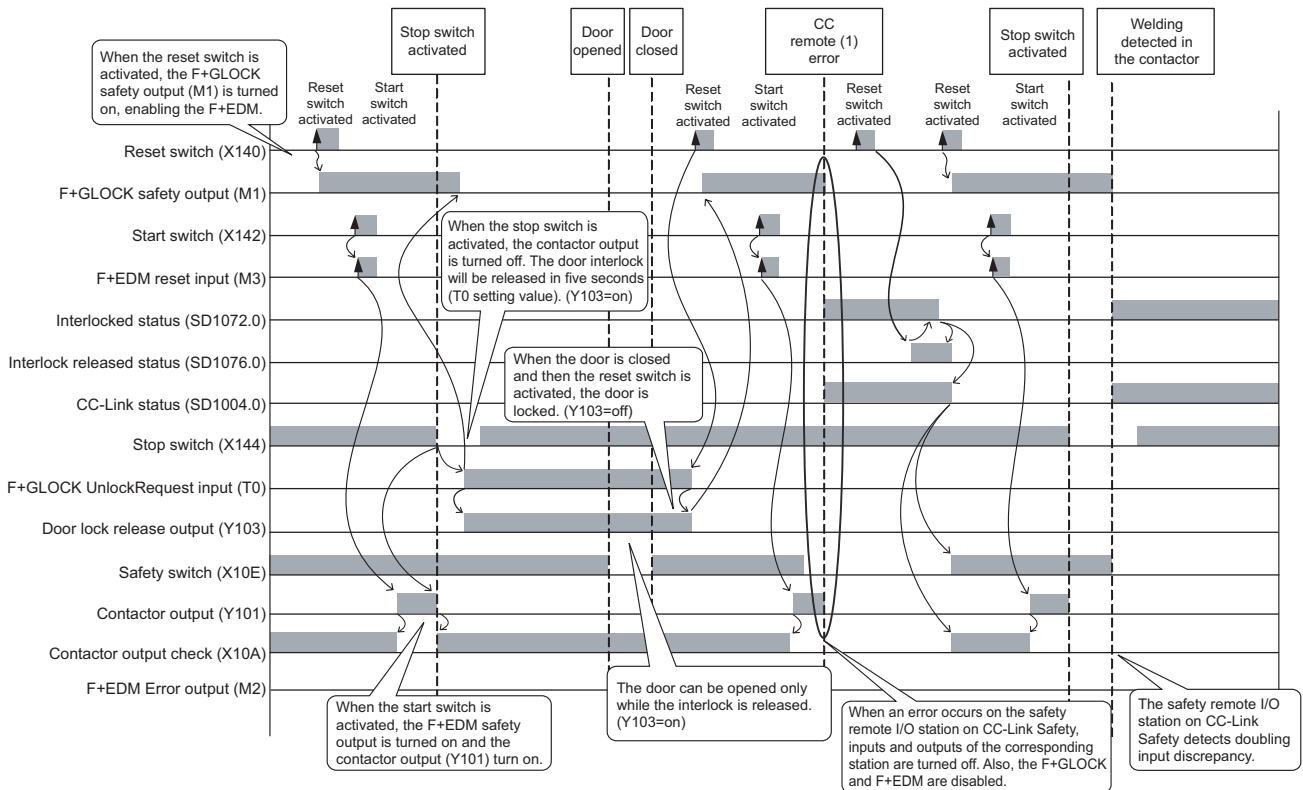 Stop switch
activated
Door
opened
Door
closed
CC
remote (1)
error
Stop switch
activated
Welding
detected in
the contactor
When the reset switch is
activated, the F+GLOCK
safety output (M1) is turned
on, enabling the F+EDM.
Reset
switch
activated
Start
switch
activated
Reset
switch
activated
Start
switch
activated
Reset
switch
activated
Reset
switch
activated
Start
switch
activated
Reset switch (X140)
F+GLOCK safety output (M1)
Start switch (X142)
F+EDM reset input (M3)
Interlocked status (SD1072.0)
Interlock released status (SD1076.0)
CC-Link status (SD1004.0)
Stop switch (X144)
F+GLOCK UnlockRequest input (T0)
Door lock release output (Y103)
Safety switch (X10E)
Contactor output (Y101)
Contactor output check (X10A)
F+EDM Error output (M2)
When the stop switch is
activated, the contactor output
is turned off. The door interlock
will be released in five seconds
(T0 setting value). (Y103=on)
When the door is closed
and then the reset switch is
activated, the door is
locked. (Y103=off)
When the start switch is
activated, the F+EDM safety
output is turned on and the
contactor output (Y101) turn on.
The door can be opened only
while the interlock is released.
(Y103=on)
When an error occurs on the safety
remote I/O station on CC-Link Safety,
inputs and outputs of the corresponding
station are turned off. Also, the F+GLOCK
and F+EDM are disabled.
The safety remote I/O
station on CC-Link
Safety detects doubling
input discrepancy.